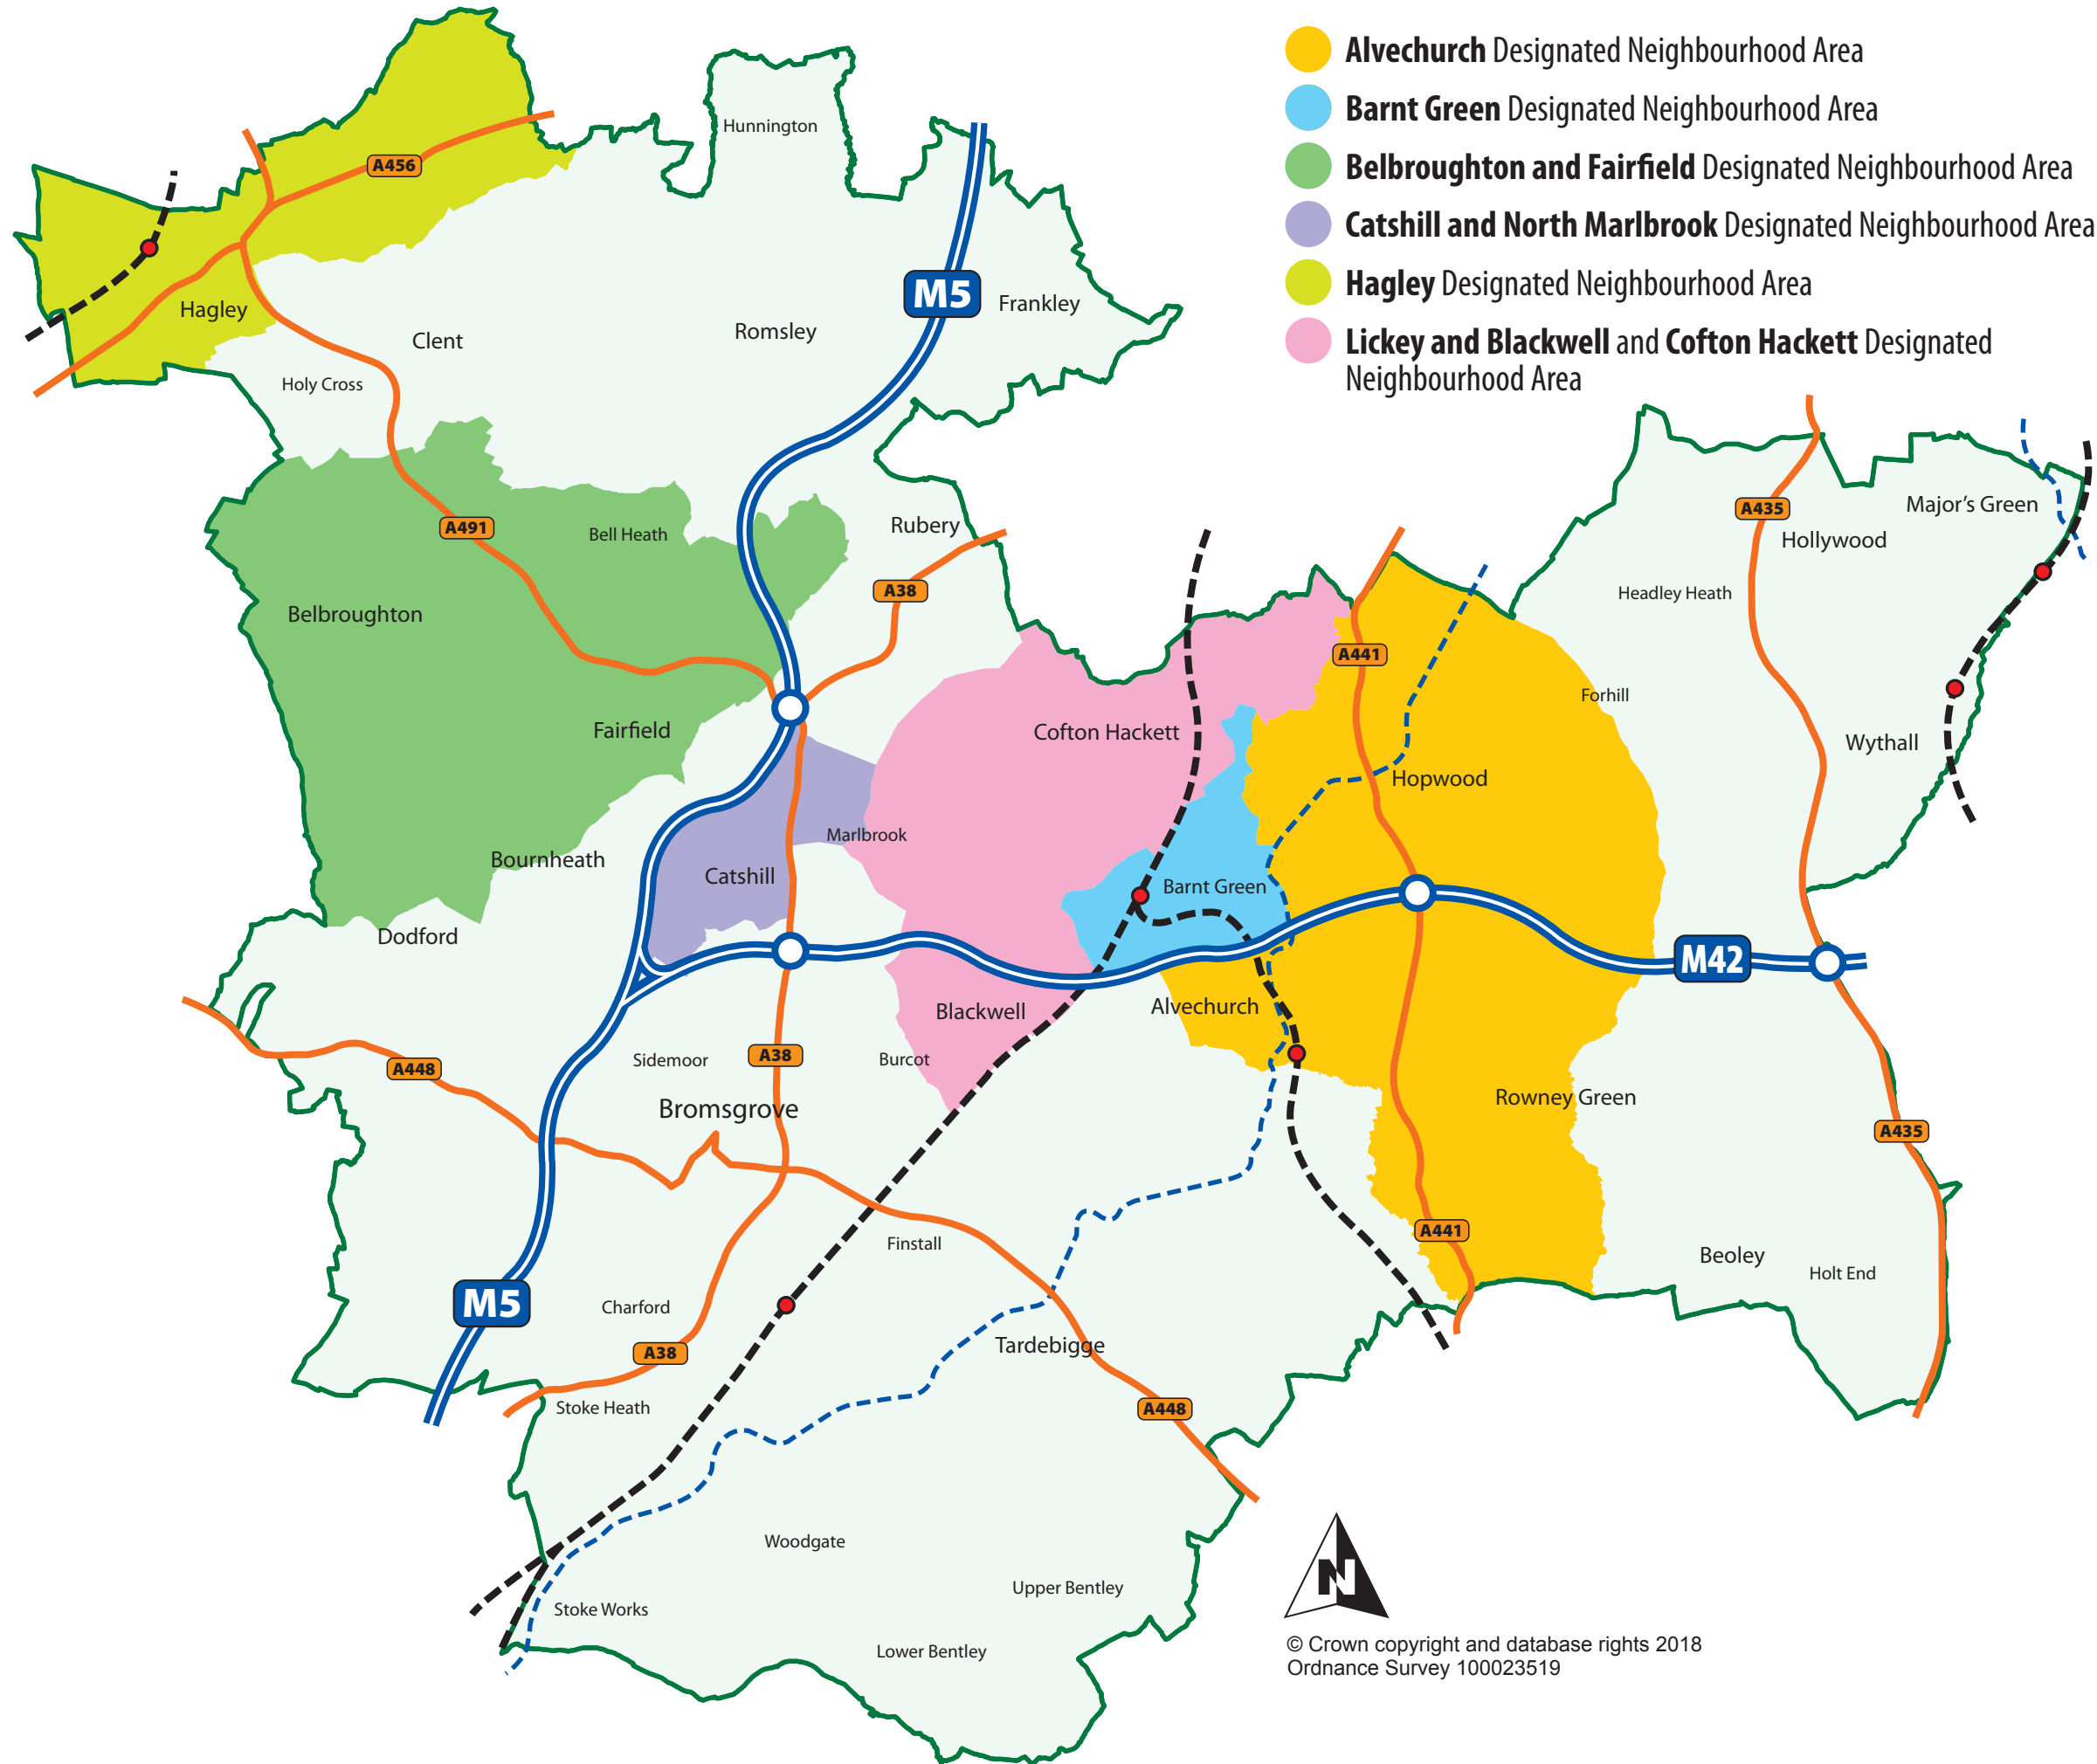 Alvechurch Designated Neighbourhood Area
Barnt Green Designated Neighbourhood Area
Belbroughton and Fairfield Designated Neighbourhood Area
Catshill and North Marlbrook Designated Neighbourhood Area
Hagley Designated Neighbourhood Area
Lickey and Blackwell and Cofton Hackett Designated
Neighbourhood Area
Hunnington
A456
M5
Frankley
Hagley
Romsley
Clent
Holy Cross
A435
Major's Green
Rubery
A491
Bell Heath
Hollywood
A38
Headley Heath
Belbroughton
A441
Forhill
Fairfield
Cofton Hackett
Wythall
Hopwood
Marlbrook
Bournheath
Catshill
Barnt Green
Dodford
M42
Alvechurch
Blackwell
Sidemoor
A38
Burcot
A448
Rowney Green
Bromsgrove
A435
A441
Finstall
Beoley
Holt End
M5
Charford
Tardebigge
A38
Stoke Heath
A448
Woodgate
N
Upper Bentley
Stoke Works
Lower Bentley
© Crown copyright and database rights 2018
Ordnance Survey 100023519